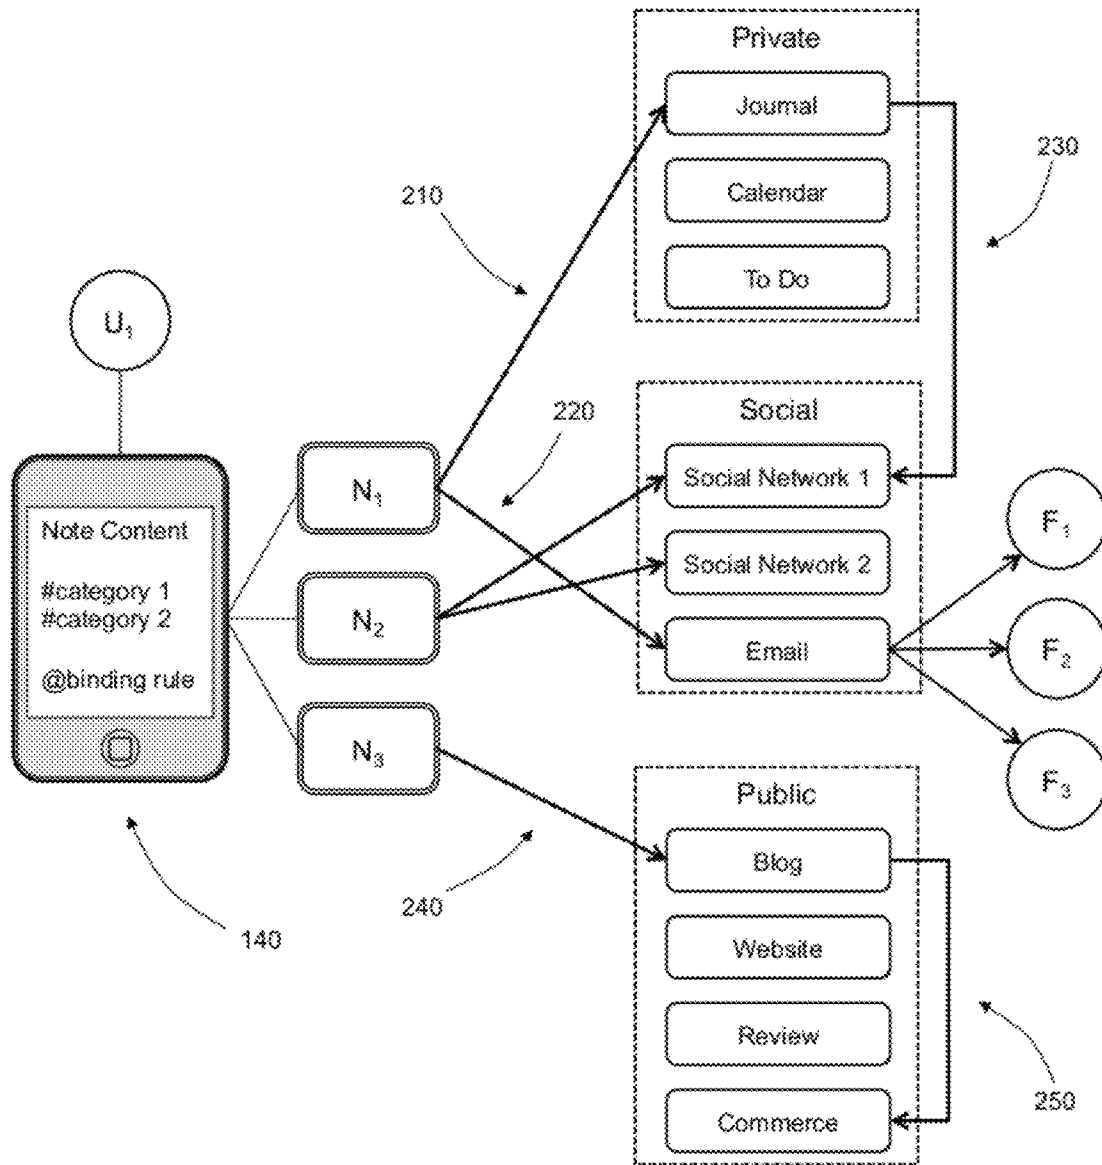 Private
Journal
Calendar
To Do
210
230
U₁
220
Social
Social Network 1
Social Network 2
Email
Note Content
#category 1
#category 2
@binding rule
N₁
N₂
N₃
F₁
F₂
F₃
140
240
Public
Blog
Website
Review
Commerce
250